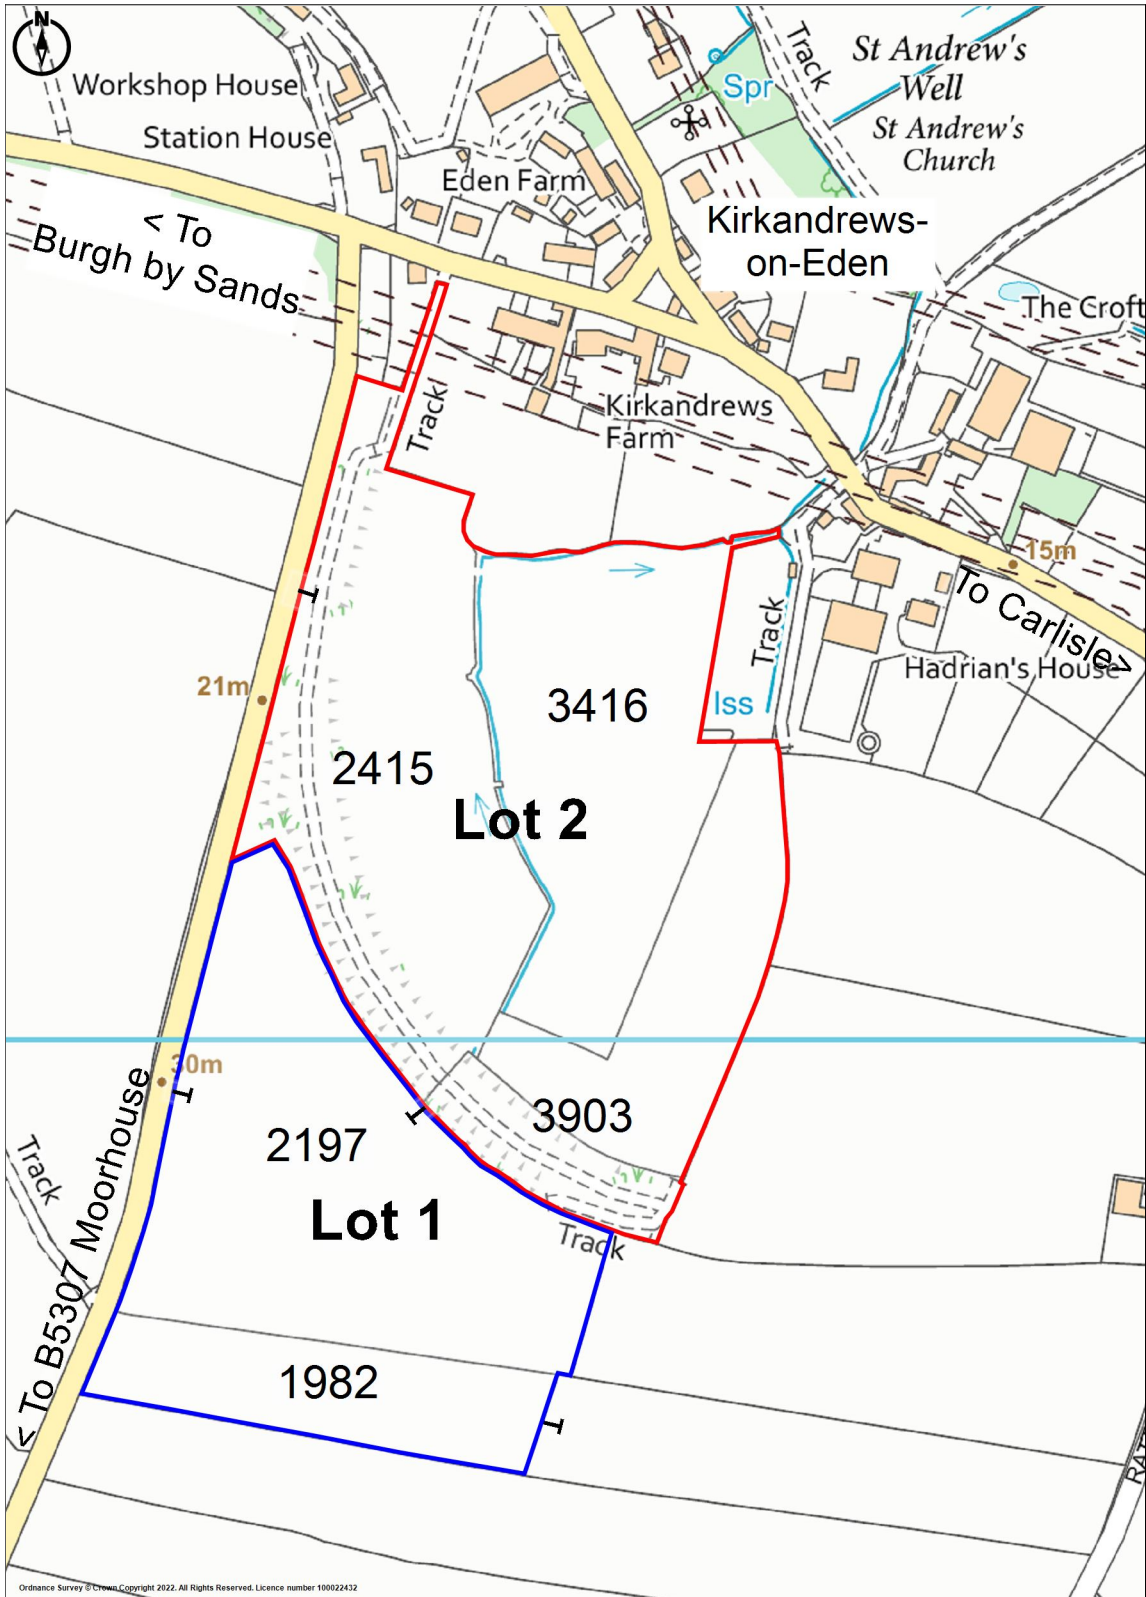 N
Workshop House
Station House
Eden Farm
Spr
Track
St Andrew's
Well
St Andrew's
Church
Kirkandrews-
on-Eden
< To
Burgh by Sands
The Croft
Track
Kirkandrews
Farm
15m
To Carlisle>
Track
Hadrian's House
21m
Iss
3416
2415
Lot 2
30m
3903
2197
Lot 1
Track
Track
< To B5307 Moorhouse
1982
Ordnance Survey © Crown Copyright 2022. All Rights Reserved. Licence number 100022432